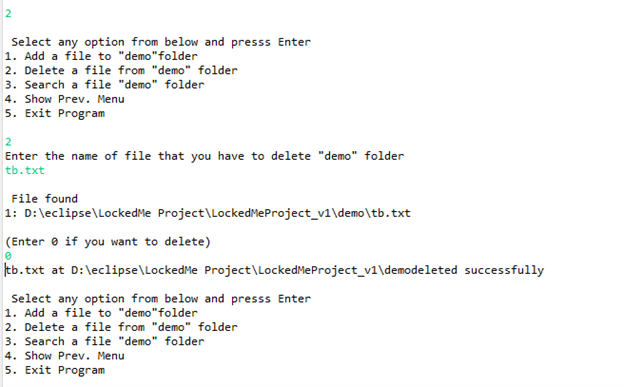 2
Select any option from below and presss Enter
1. Add a file to "demo"folder
2. Delete a file from "demo" folder
3. Search a file "demo" folder
4. Show Prev. Menu
5. Exit Program
2
Enter the name of file that you have to delete "demo" folder
tb.txt
File found
1: D:\eclipse\LockedMe Project\LockedMeProject_v1\demo\tb.txt
(Enter 0 if you want to delete)
0
tb.txt at D:\eclipse\LockedMe Project\LockedMeProject_v1\demodeleted successfully
Select any option from below and presss Enter
1. Add a file to "demo"folder
2. Delete a file from "demo" folder
3. Search a file "demo" folder
4. Show Prev. Menu
5. Exit Program